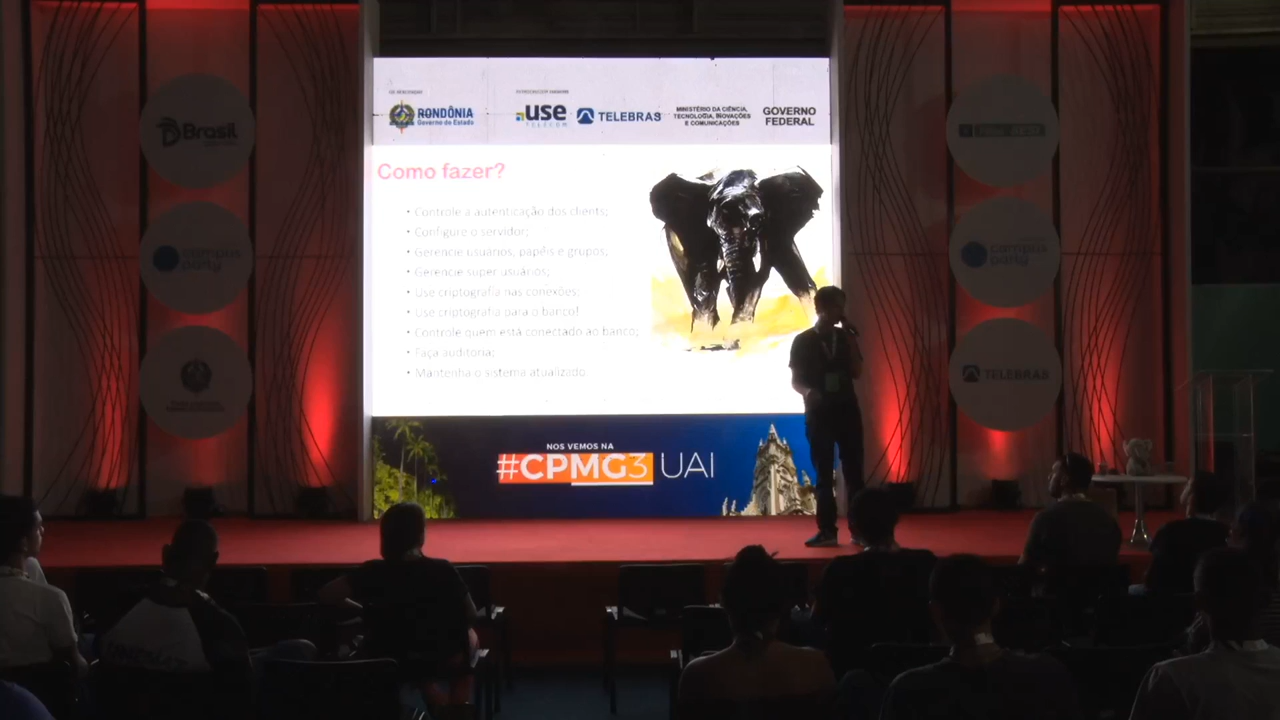 RONDÔNIA
Governo do Estado
use
TELECOM
TELEBRAS
MINISTÉRIO DA CIÊNCIA,
TECNOLOGIA, INOVAÇÕES
E COMUNICAÇÕES
GOVERNO
FEDERAL
Brasil
campus
party
Como fazer?
• Controle a autenticação dos clients;
• Configure o servidor;
• Gerencie usuários, papéis e grupos;
• Gerencie super usuários;
• Use criptografia nas conexões;
• Use criptografia para o banco!
• Controle quem está conectado ao banco;
• Faça auditoria;
• Mantenha o sistema atualizado
campus
party
TELEBRAS
NOS VEMOS NA
#CPMG3 UAI